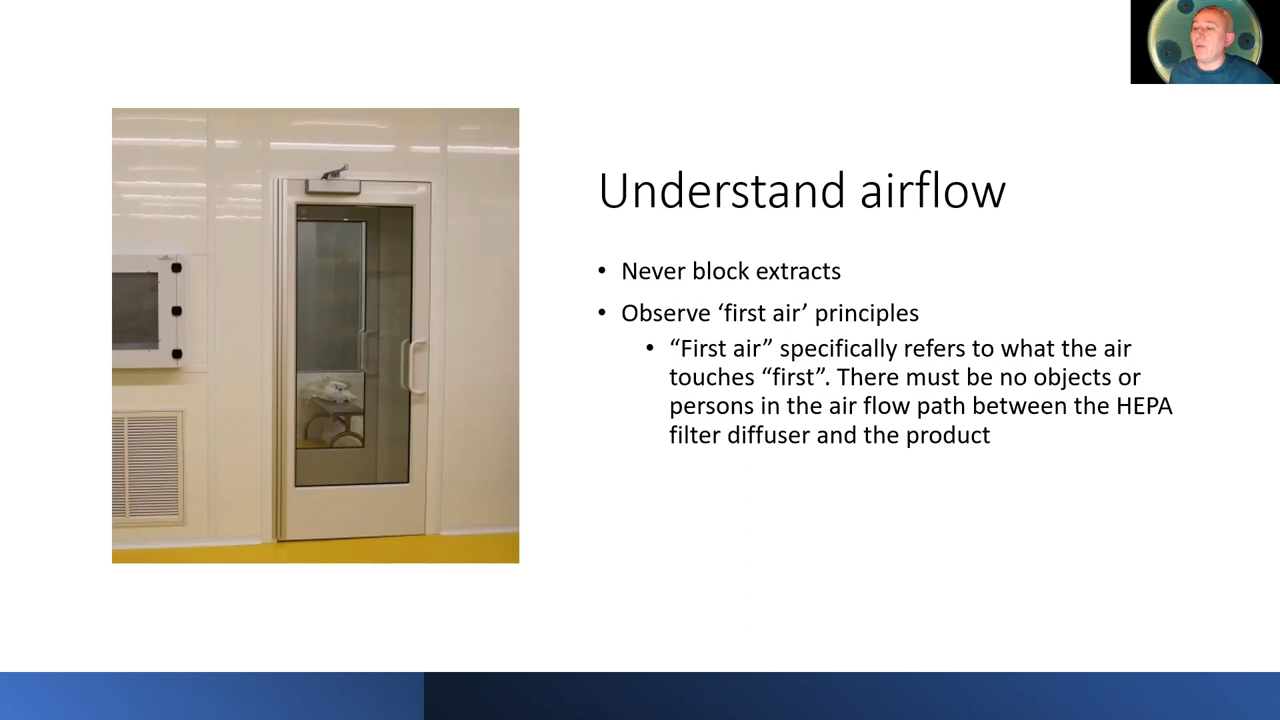 Understand airflow
• Never block extracts
• Observe ‘first air’ principles
• “First air” specifically refers to what the air
touches “first”. There must be no objects or
persons in the air flow path between the HEPA
filter diffuser and the product